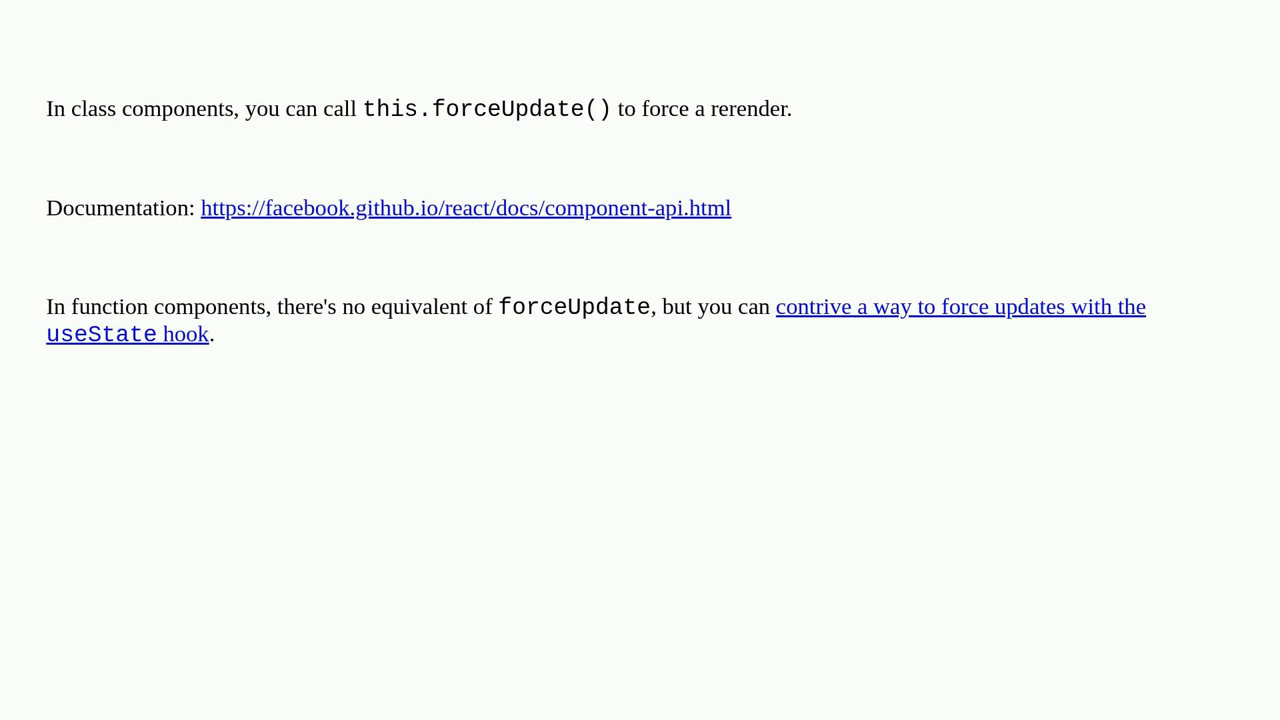 In class components, you can call this.forceUpdate() to force a rerender.
Documentation: https://facebook.github.io/react/docs/component-api.html
In function components, there's no equivalent of forceUpdate, but you can contrive a way to force updates with the
useState hook.